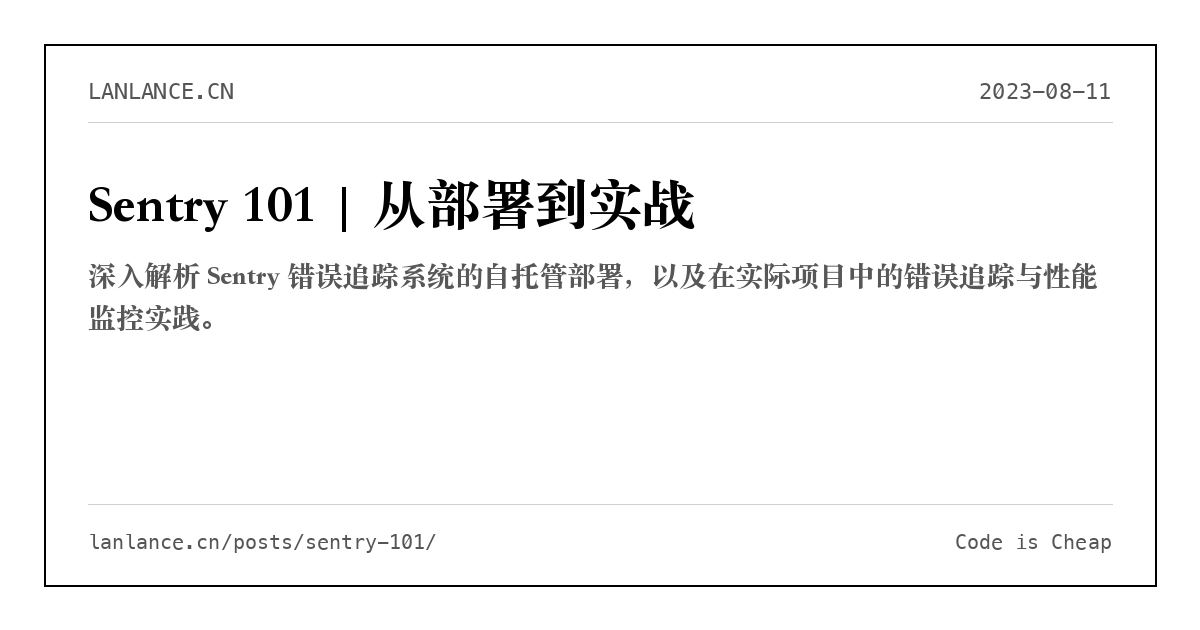 LANLANCE.CN
2023-08-11
Sentry 101 | 从部署到实战
深入解析 Sentry 错误追踪系统的自托管部署，以及在实际项目中的错误追踪与性能
监控实践。
lanlance.cn/posts/sentry-101/
Code is Cheap